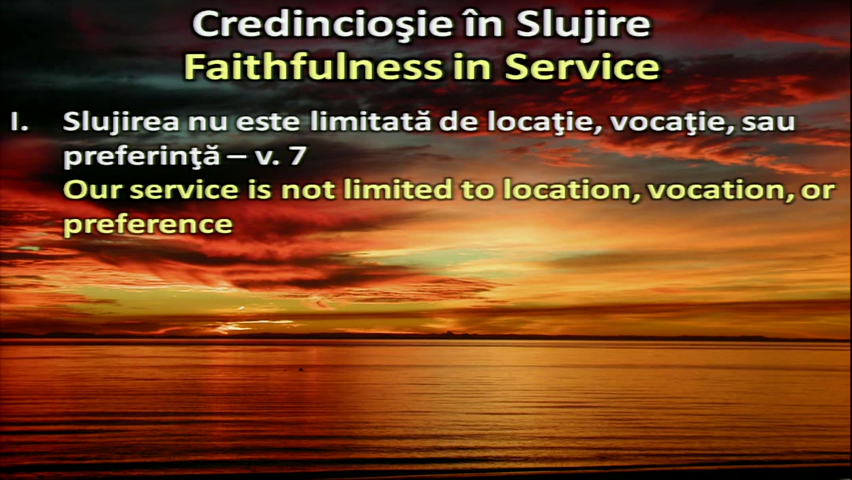 Credincioşie în Slujire
Faithfulness in Service
I. Slujirea nu este limitată de locaţie, vocaţie, sau
preferinţă – v. 7
Our service is not limited to location, vocation, or
preference